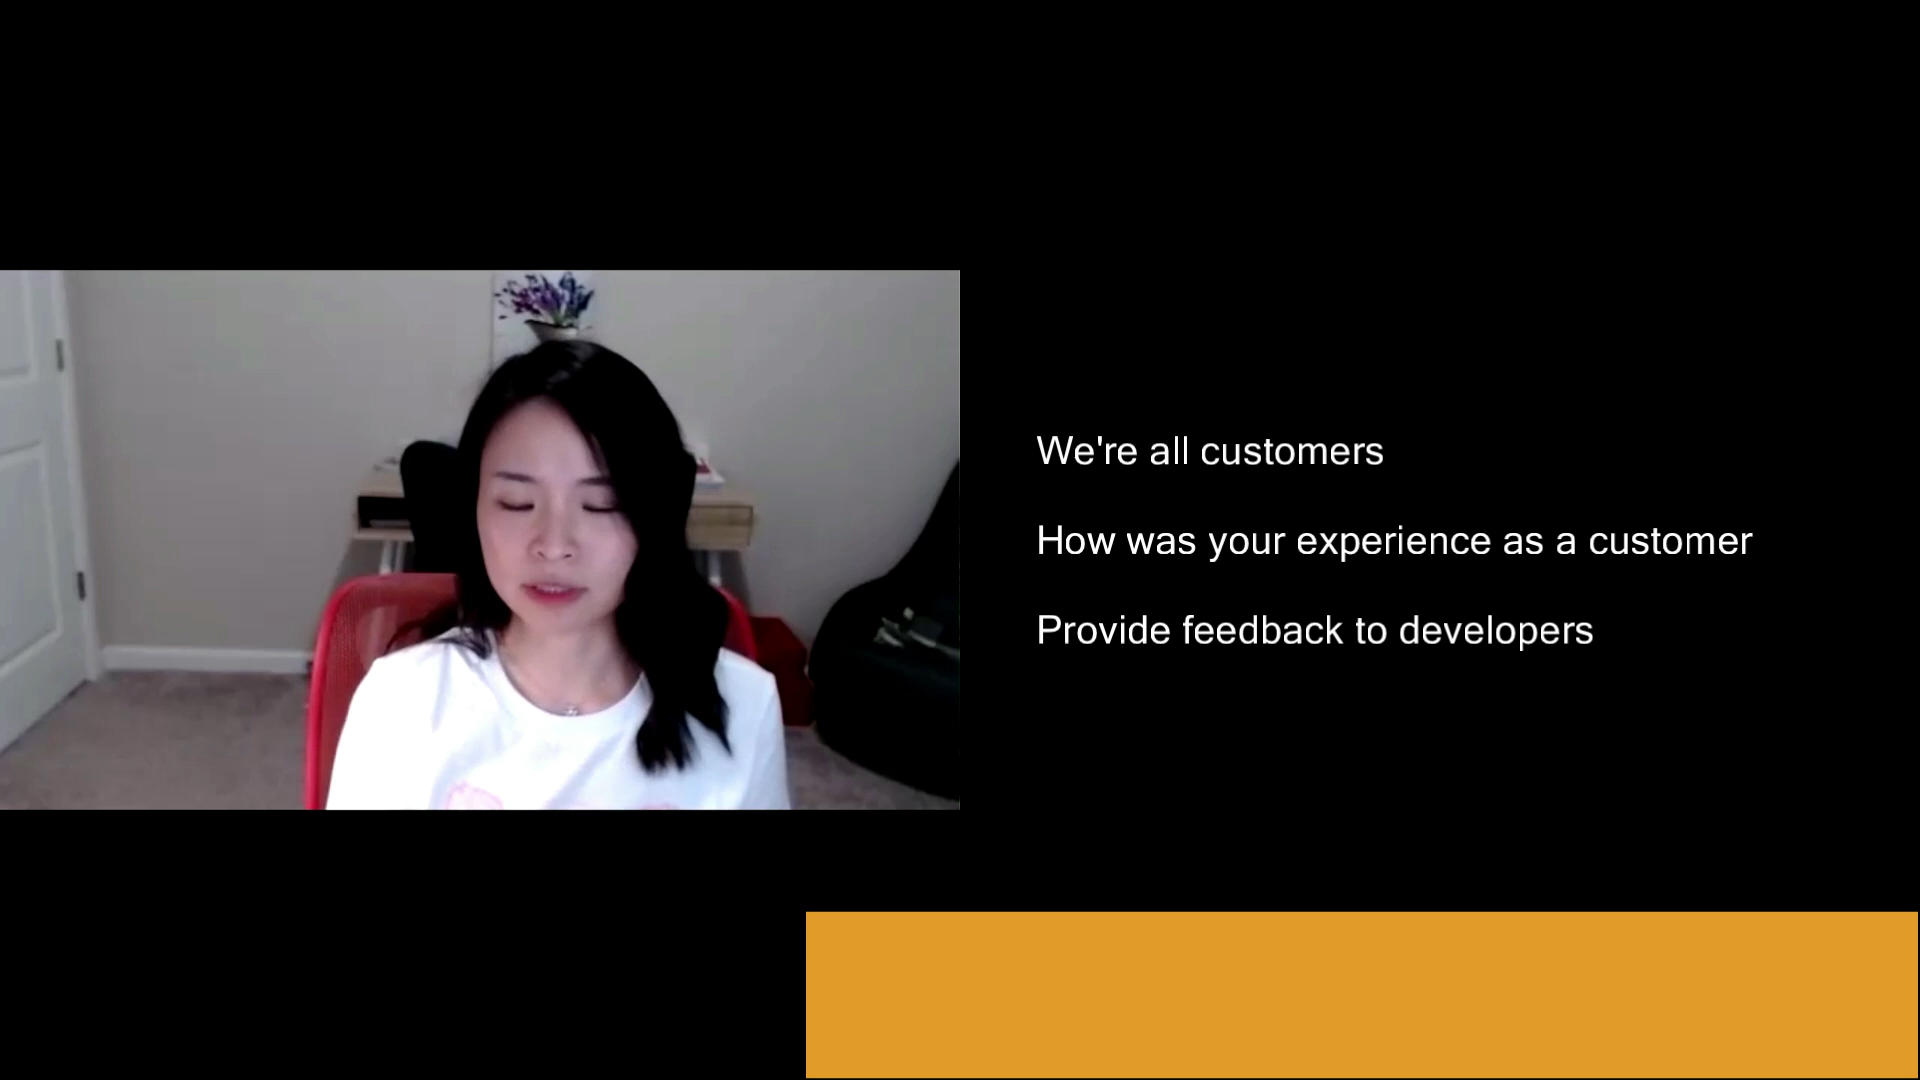 We're all customers
How was your experience as a customer
Provide feedback to developers